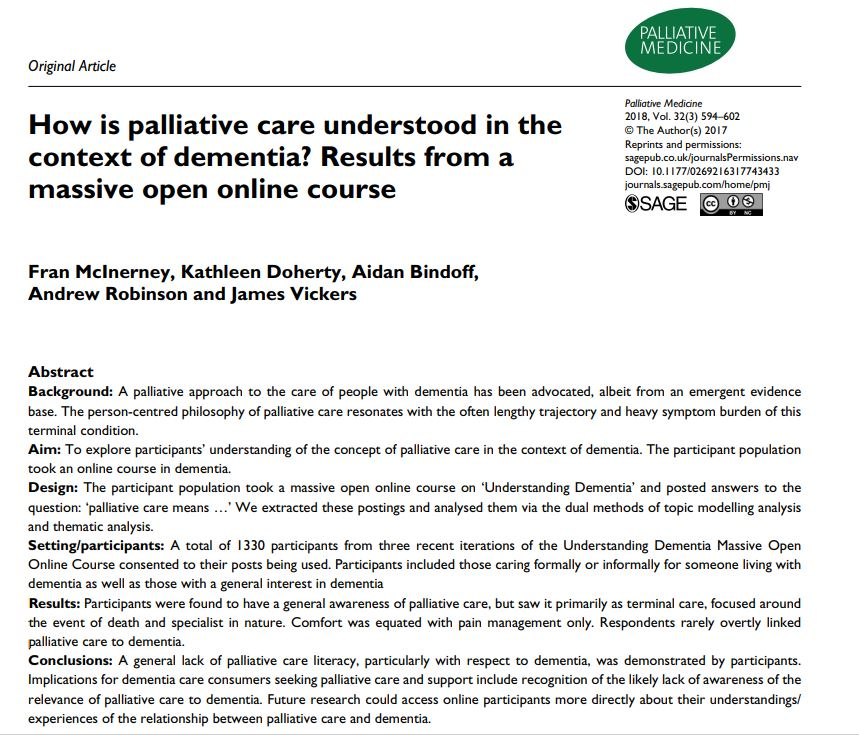 PALLIATIVE
MEDICINE
Original Article
How is palliative care understood in the
context of dementia? Results from a
massive open online course
Palliative Medicine
2018, Vol. 32(3) 594–602
© The Author(s) 2017
Reprints and permissions:
sagepub.co.uk/journalsPermissions.nav
DOI: 10.1177/0269216317743433
journals.sagepub.com/home/pmj
SAGE
cc BY NC
Fran McInerney, Kathleen Doherty, Aidan Bindoff,
Andrew Robinson and James Vickers
Abstract
Background: A palliative approach to the care of people with dementia has been advocated, albeit from an emergent evidence
base. The person-centred philosophy of palliative care resonates with the often lengthy trajectory and heavy symptom burden of this
terminal condition.
Aim: To explore participants’ understanding of the concept of palliative care in the context of dementia. The participant population
took an online course in dementia.
Design: The participant population took a massive open online course on ‘Understanding Dementia’ and posted answers to the
question: ‘palliative care means …’ We extracted these postings and analysed them via the dual methods of topic modelling analysis
and thematic analysis.
Setting/participants: A total of 1330 participants from three recent iterations of the Understanding Dementia Massive Open
Online Course consented to their posts being used. Participants included those caring formally or informally for someone living with
dementia as well as those with a general interest in dementia
Results: Participants were found to have a general awareness of palliative care, but saw it primarily as terminal care, focused around
the event of death and specialist in nature. Comfort was equated with pain management only. Respondents rarely overtly linked
palliative care to dementia.
Conclusions: A general lack of palliative care literacy, particularly with respect to dementia, was demonstrated by participants.
Implications for dementia care consumers seeking palliative care and support include recognition of the likely lack of awareness of the
relevance of palliative care to dementia. Future research could access online participants more directly about their understandings/
experiences of the relationship between palliative care and dementia.